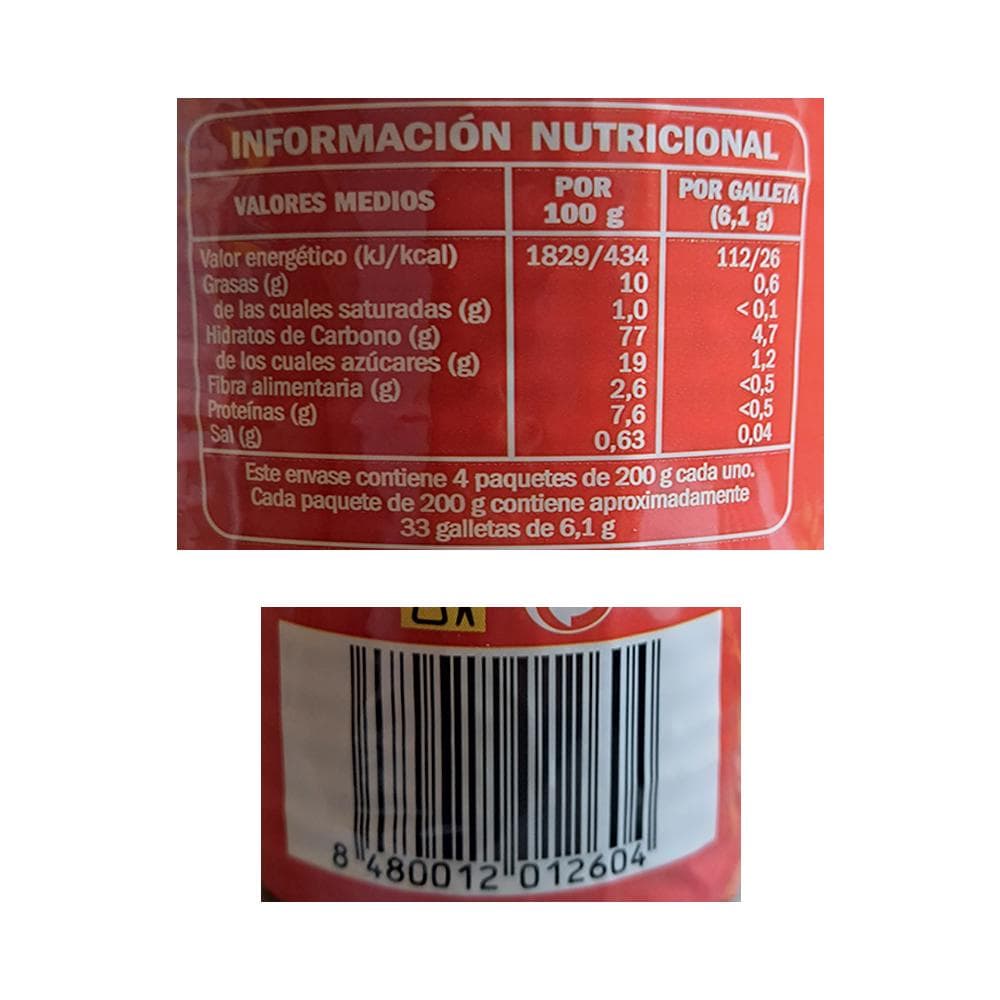 INFORMACIÓN NUTRICIONAL
VALORES MEDIOS POR 100 g POR GALLETA (6,1 g)
Valor energético (kJ/kcal) 1829/434 112/26
Grasas (g) 10 0,6
de las cuales saturadas (g) 1,0 <0,1
Hidratos de Carbono (g) 77 4,7
de los cuales azúcares (g) 19 1,2
Fibra alimentaria (g) 2,6 <0,5
Proteínas (g) 7,6 <0,5
Sal (g) 0,63 0,04
Este envase contiene 4 paquetes de 200 g cada uno.
Cada paquete de 200 g contiene aproximadamente
33 galletas de 6,1 g
8 480012 012604